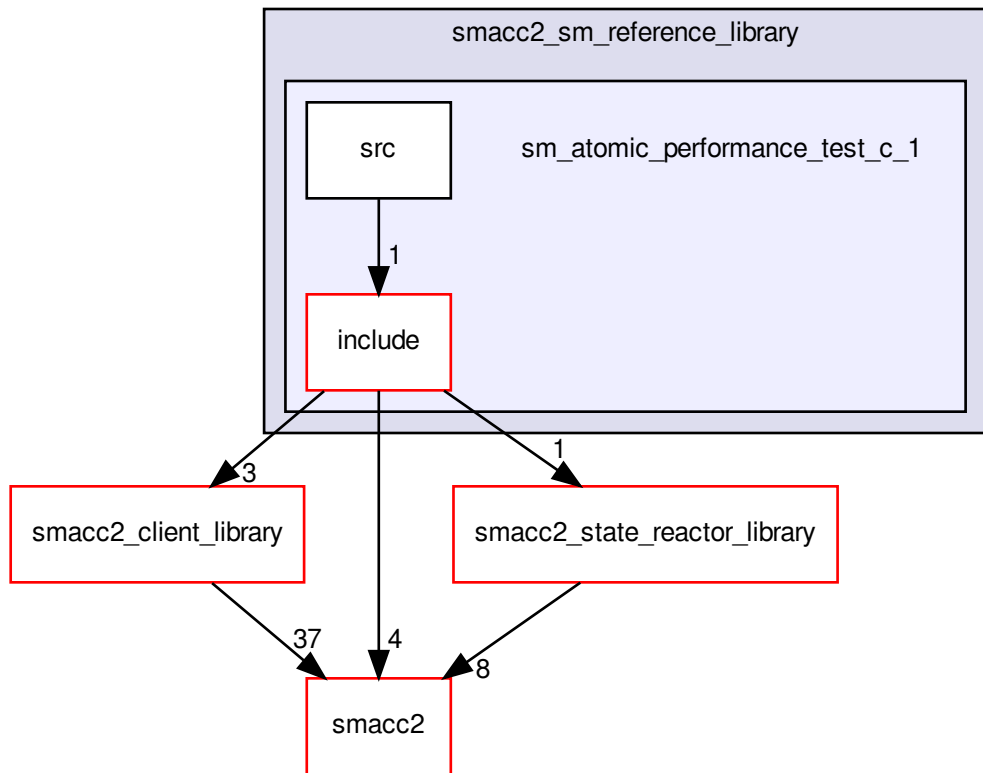 smacc2_sm_reference_library
src
sm_atomic_performance_test_c_1
1
include
3
1
smacc2_client_library
smacc2_state_reactor_library
37
4
8
smacc2